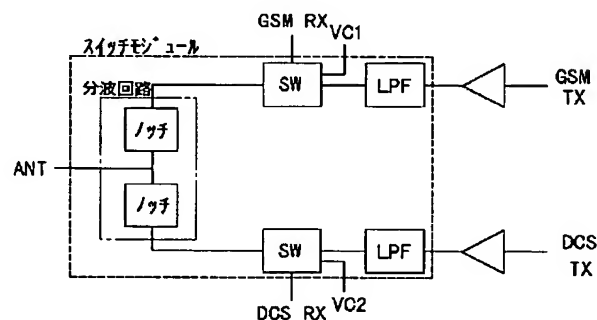 GSM RX
VC1
スイッチモジュール
分波回路
SW
LPF
GSM
TX
ノッチ
ANT
ノッチ
SW
LPF
DCS
TX
VC2
DCS RX